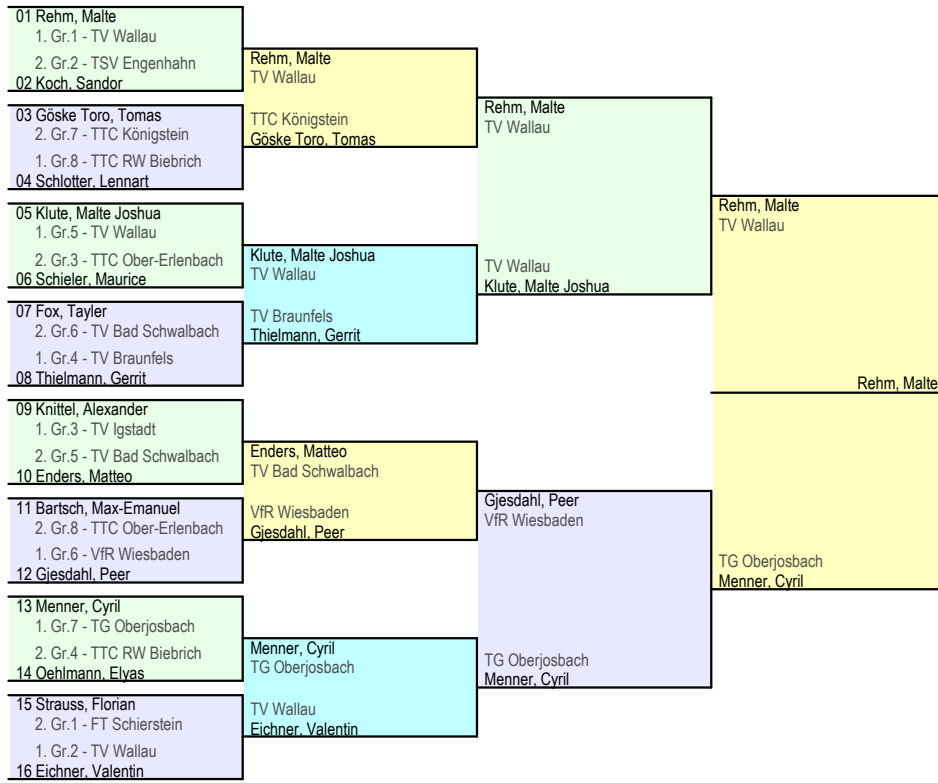 01 Rehm, Malte
1. Gr.1 - TV Wallau
2. Gr.2 - TSV Engenhahn
02 Koch, Sandor
03 Göske Toro, Tomas
2. Gr.7 - TTC Königstein
1. Gr.8 - TTC RW Biebrich
04 Schlotter, Lennart
05 Klute, Malte Joshua
1. Gr.5 - TV Wallau
2. Gr.3 - TTC Ober-Erlenbach
06 Schieler, Maurice
07 Fox, Tayler
2. Gr.6 - TV Bad Schwalbach
1. Gr.4 - TV Braunfels
08 Thielmann, Gerrit
09 Knittel, Alexander
1. Gr.3 - TV Igstadt
2. Gr.5 - TV Bad Schwalbach
10 Enders, Matteo
11 Bartsch, Max-Emanuel
2. Gr.8 - TTC Ober-Erlenbach
1. Gr.6 - VfR Wiesbaden
12 Gjesdahl, Peer
13 Menner, Cyril
1. Gr.7 - TG Oberjosbach
2. Gr.4 - TTC RW Biebrich
14 Oehlmann, Elyas
15 Strauss, Florian
2. Gr.1 - FT Schierstein
1. Gr.2 - TV Wallau
16 Eichner, Valentin
Rehm, Malte
TV Wallau
TTC Königstein
Göske Toro, Tomas
Klute, Malte Joshua
TV Wallau
TV Braunfels
Thielmann, Gerrit
Enders, Matteo
TV Bad Schwalbach
VfR Wiesbaden
Gjesdahl, Peer
Menner, Cyril
TG Oberjosbach
TV Wallau
Eichner, Valentin
Rehm, Malte
TV Wallau
TV Wallau
Klute, Malte Joshua
Gjesdahl, Peer
VfR Wiesbaden
TG Oberjosbach
Menner, Cyril
Rehm, Malte
TV Wallau
TG Oberjosbach
Menner, Cyril
Rehm, Malte